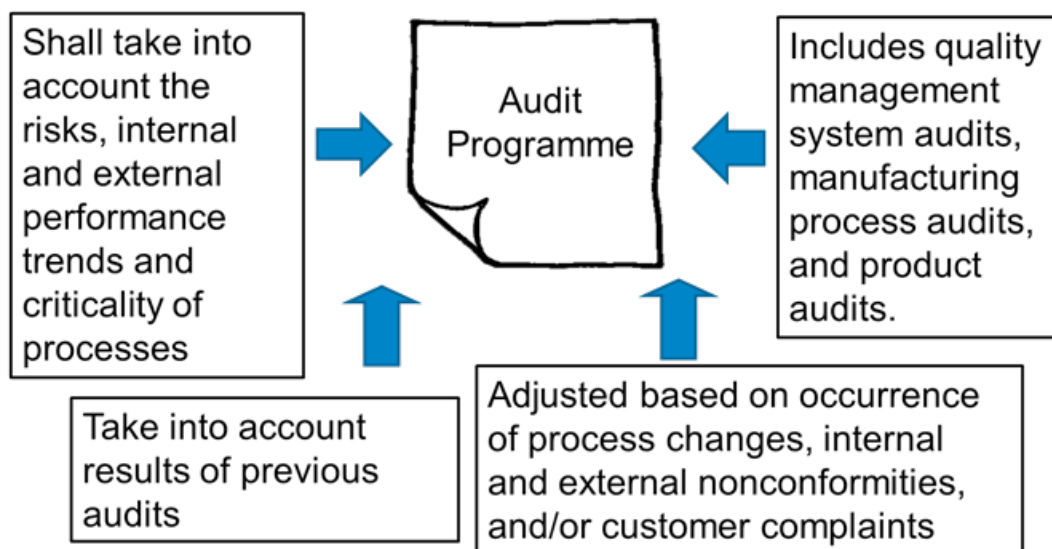 Shall take into
account the
risks, internal
and external
performance
trends and
criticality of
processes
Audit
Programme
Includes quality
management
system audits,
manufacturing
process audits,
and product
audits.
Take into account
results of previous
audits
Adjusted based on occurrence
of process changes, internal
and external nonconformities,
and/or customer complaints